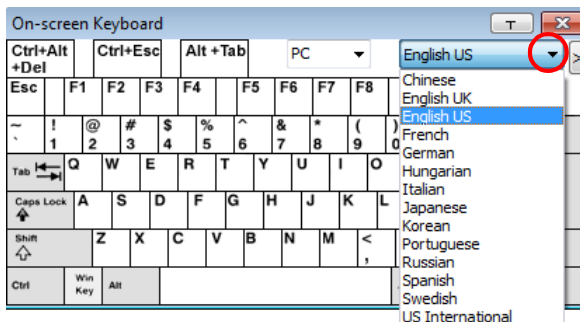 On-screen Keyboard T X
Ctrl+Alt +Del Ctrl+Esc Alt +Tab PC English US >
Esc F1 F2 F3 F4 F5 F6 F7 F8
~ ! @ # $ % ^ & * ( )
` 1 2 3 4 5 6 7 8 9 0
Tab Q W E R T Y U I O
Caps Lock A S D F G H J K L
Shift Z X C V B N M <
,
Ctrl Win Key Alt
Chinese
English UK
English US
French
German
Hungarian
Italian
Japanese
Korean
Portuguese
Russian
Spanish
Swedish
US International